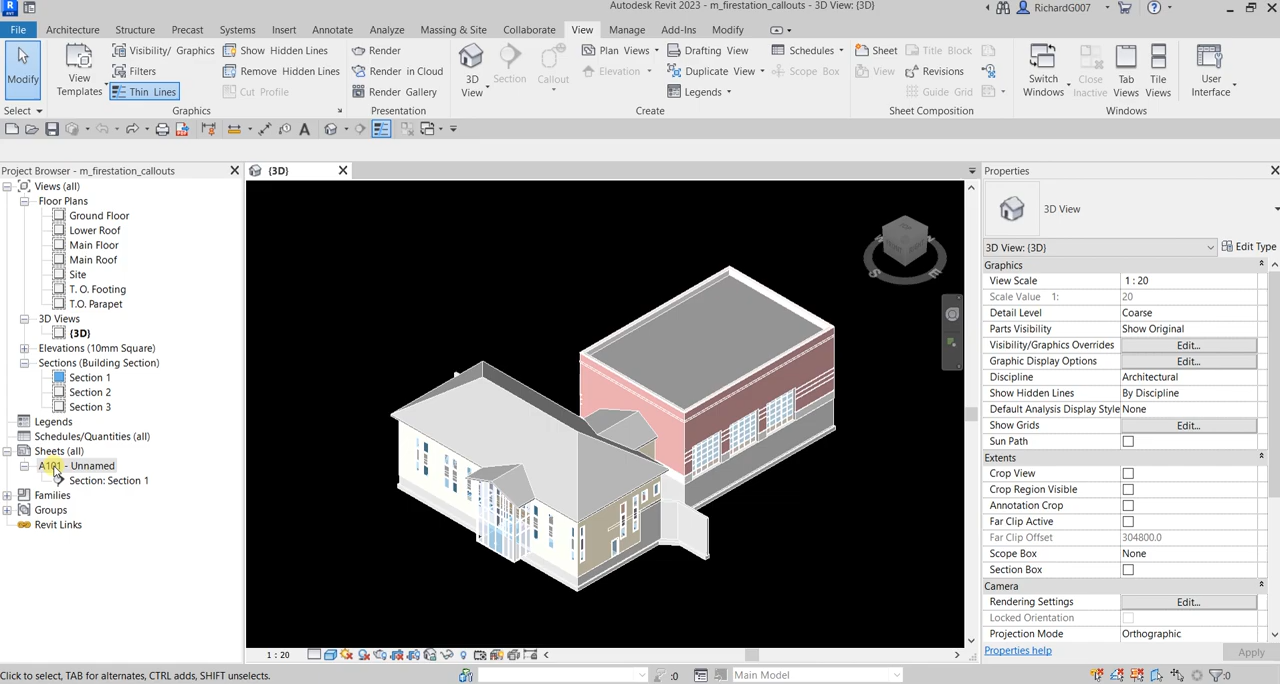 Autodesk Revit 2023 - m_firestation_callouts - 3D View: {3D}
RichardG007
File Architecture Structure Precast Systems Insert Annotate Analyze Massing & Site Collaborate View Manage Add-Ins Modify
Modify
View Templates
Visibility/ Graphics
Filters
Thin Lines
Show Hidden Lines
Remove Hidden Lines
Cut Profile
Render
Render in Cloud
Render Gallery
3D View
Section
Callout
Plan Views
Elevation
Drafting View
Duplicate View
Legends
Schedules
Scope Box
Sheet
View
Title Block
Revisions
Guide Grid
Switch Windows
Close Inactive
Tab Views
Tile Views
User Interface
Select Graphics Presentation Create Sheet Composition Windows
Project Browser - m_firestation_callouts
Views (all)
Floor Plans
Ground Floor
Lower Roof
Main Floor
Main Roof
Site
T. O. Footing
T.O. Parapet
3D Views
{3D}
Elevations (10mm Square)
Sections (Building Section)
Section 1
Section 2
Section 3
Legends
Schedules/Quantities (all)
Sheets (all)
A101 - Unnamed
Section: Section 1
Families
Groups
Revit Links
{3D}
1 : 20
Properties
3D View
3D View: {3D} Edit Type
Graphics
View Scale 1 : 20
Scale Value 1: 20
Detail Level Coarse
Parts Visibility Show Original
Visibility/Graphics Overrides Edit...
Graphic Display Options Edit...
Discipline Architectural
Show Hidden Lines By Discipline
Default Analysis Display Style None
Show Grids Edit...
Sun Path
Extents
Crop View
Crop Region Visible
Annotation Crop
Far Clip Active
Far Clip Offset 304800.0
Scope Box None
Section Box
Camera
Rendering Settings Edit...
Locked Orientation
Projection Mode Orthographic
Properties help Apply
Click to select, TAB for alternates, CTRL adds, SHIFT unselects.
:0
Main Model
:0